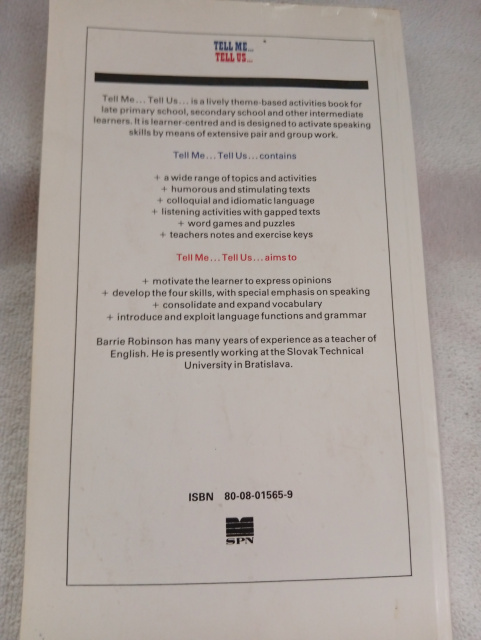 TELL ME...
TELL US...
Tell Me... Tell Us... is a lively theme-based activities book for
late primary school, secondary school and other intermediate
learners. It is learner-centred and is designed to activate speaking
skills by means of extensive pair and group work.
Tell Me... Tell Us... contains
+ a wide range of topics and activities
+ humorous and stimulating texts
+ colloquial and idiomatic language
+ listening activities with gapped texts
+ word games and puzzles
+ teachers notes and exercise keys
Tell Me... Tell Us... aims to
+ motivate the learner to express opinions
+ develop the four skills, with special emphasis on speaking
+ consolidate and expand vocabulary
+ introduce and exploit language functions and grammar
Barrie Robinson has many years of experience as a teacher of
English. He is presently working at the Slovak Technical
University in Bratislava.
ISBN 80-08-01565-9
SPN